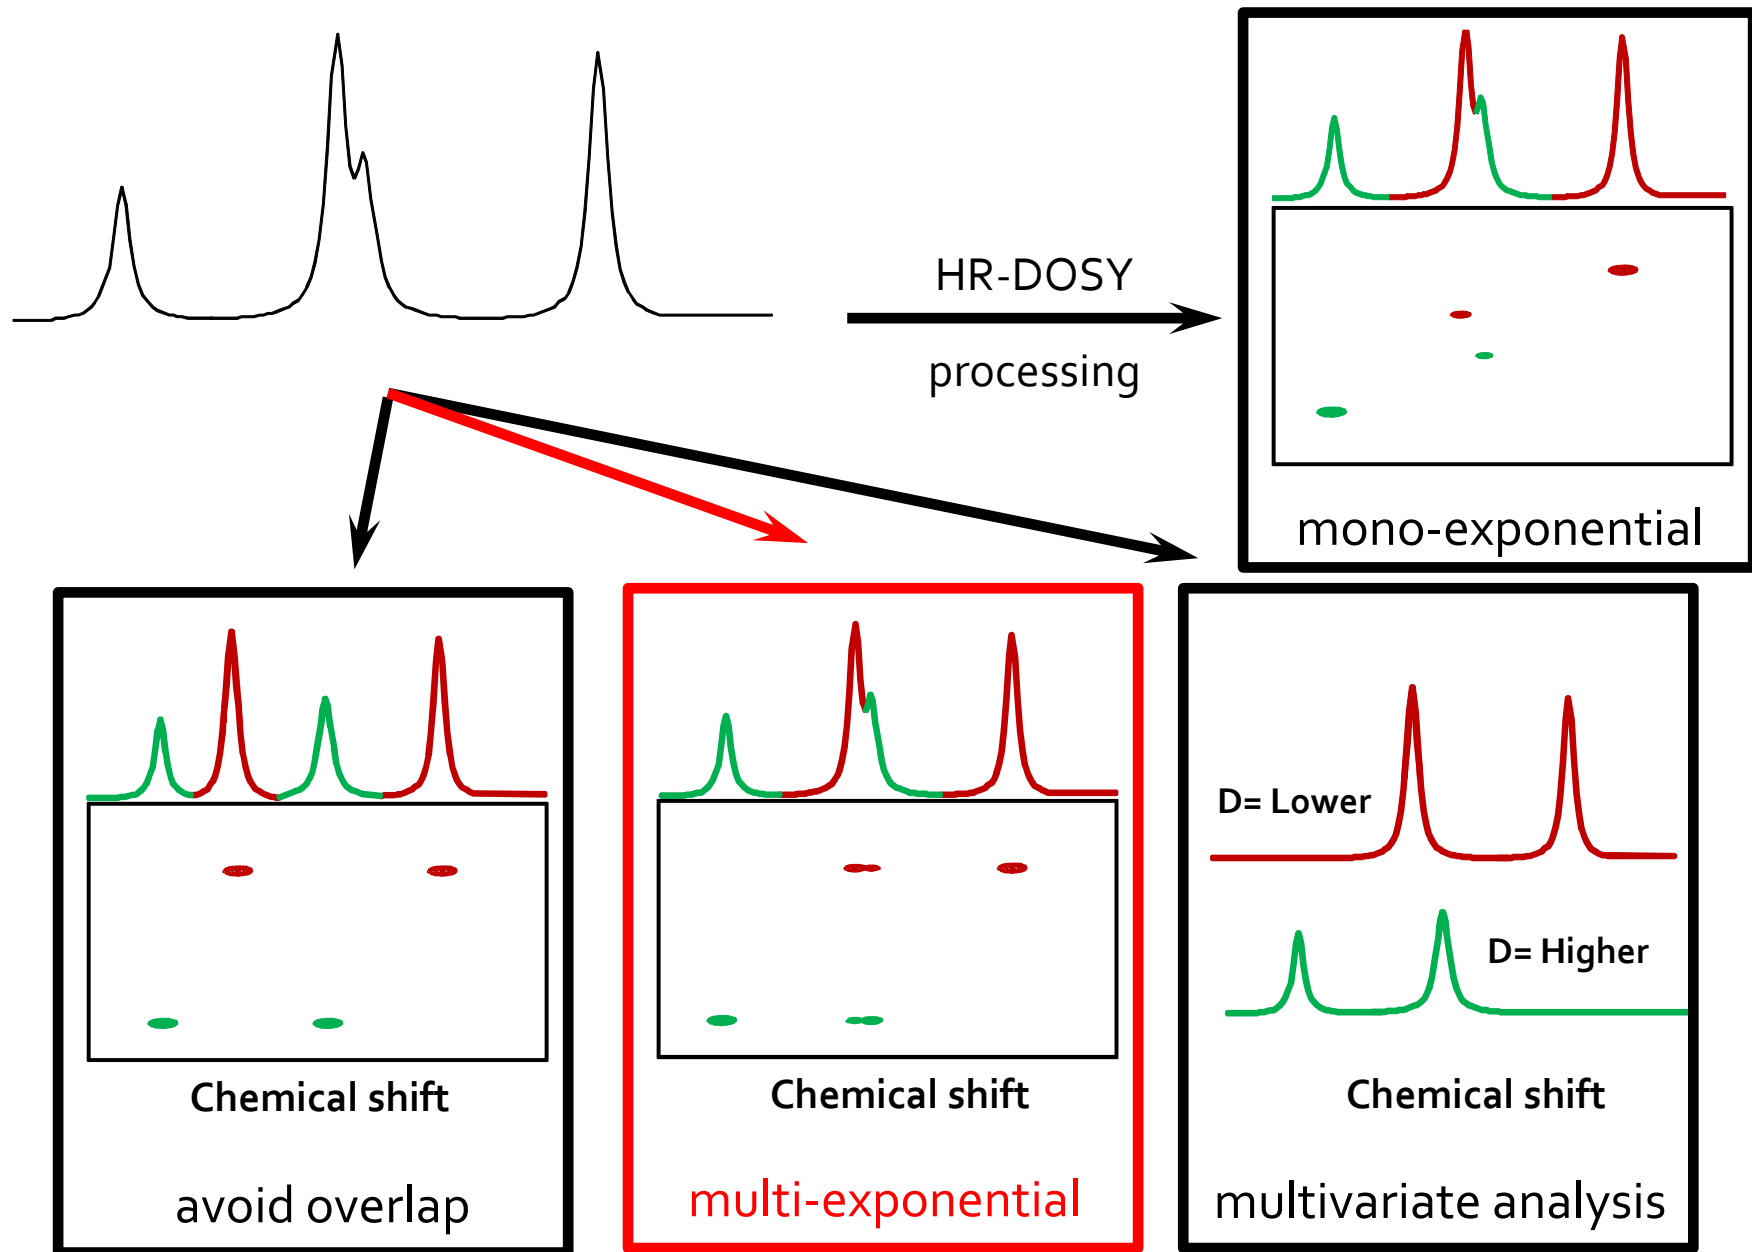 HR-DOSY
processing
mono-exponential
D= Lower
D= Higher
Chemical shift
Chemical shift
Chemical shift
avoid overlap
multi-exponential
multivariate analysis